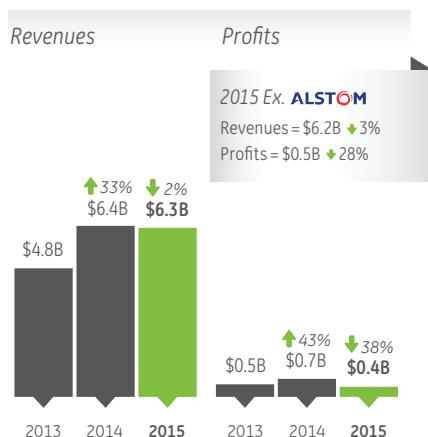 Revenues
Profits
2015 Ex. ALSTOM
Revenues = $6.2B 3%
Profits = $0.5B 28%
33%
2%
$6.4B
$6.3B
$4.8B
43%
38%
$0.5B
$0.7B
$0.4B
2013 2014 2015
2013 2014 2015